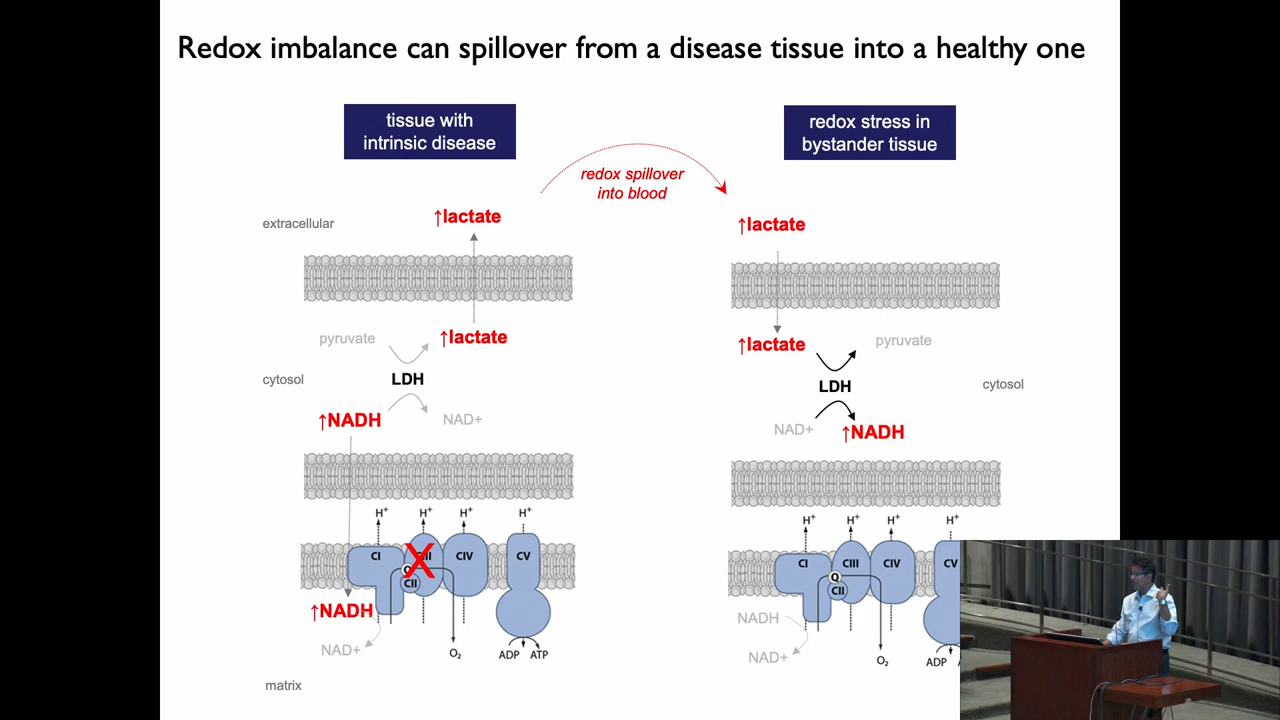 Redox imbalance can spillover from a disease tissue into a healthy one
tissue with
intrinsic disease
redox stress in
bystander tissue
redox spillover
into blood
extracellular
↑lactate
↑lactate
pyruvate
↑lactate
↑lactate
pyruvate
cytosol
LDH
LDH
cytosol
↑NADH
NAD+
NAD+
↑NADH
H+
H+
H+
H+
H+
H+
H+
H+
CI
CIV
CV
Q
CII
CI
CIII
CIV
CV
Q
CII
↑NADH
NAD+
O₂
ADP
ATP
NADH
NAD+
O₂
ADP
matrix